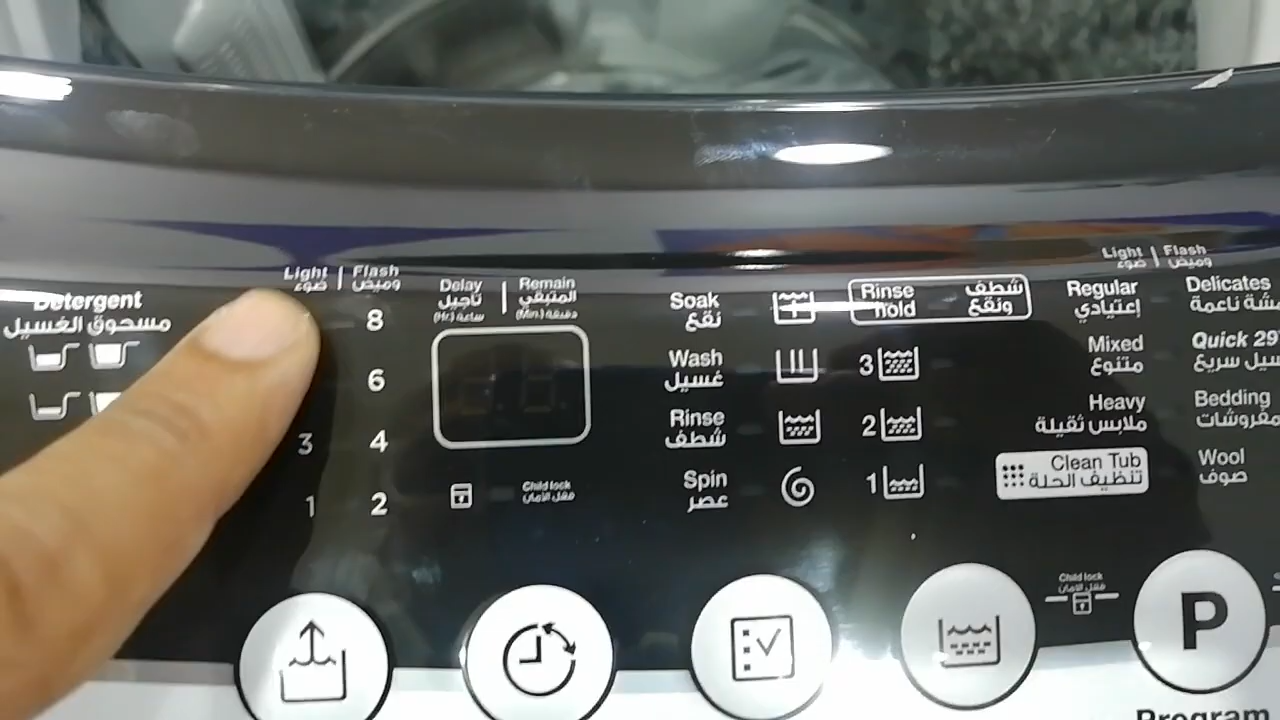 Light | Flash
ضوء | وميض
Detergent
مسحوق الغسيل
8
6
3 4
1 2
Delay | Remain
تأجيل | المتبقي
(Hr.) ساعة | (Min.) دقيقة
Child lock
قفل الأمان
Soak
نقع
Wash
غسيل
Rinse
شطف
Spin
عصر
Rinse hold شطف ونقع
3
2
1
Light | Flash
ضوء | وميض
Regular
إعتيادي
Mixed
متنوع
Heavy
ملابس ثقيلة
Clean Tub
تنظيف الحلة
Delicates
ناعمة
Quick 29'
سريع
Bedding
مفروشات
Wool
صوف
Child lock
قفل الأمان
P
Program